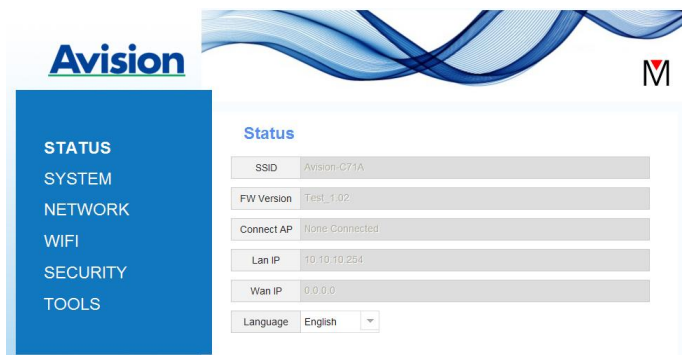 Avision
M
STATUS
SYSTEM
NETWORK
WIFI
SECURITY
TOOLS
Status
SSID Avision-C71A
FW Version Test_1.02
Connect AP None Connected
Lan IP 10.10.10.254
Wan IP 0.0.0.0
Language English